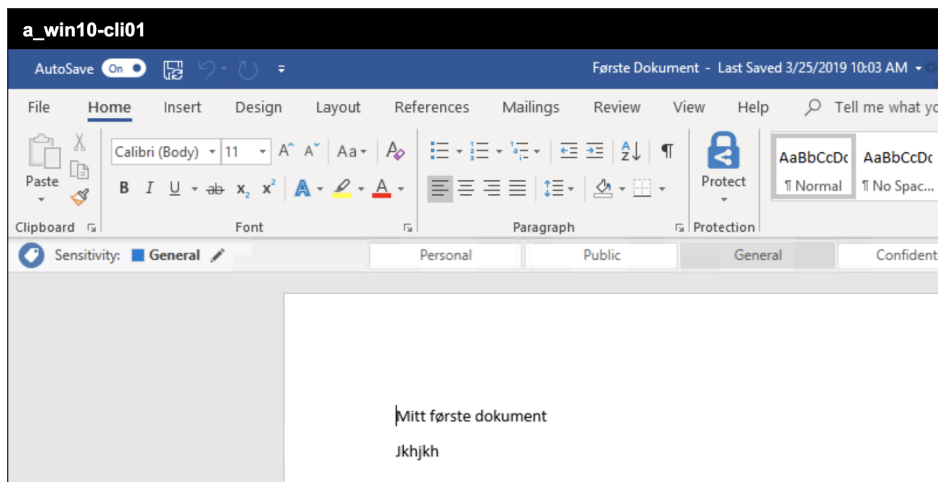 a_win10-cli01
AutoSave On Første Dokument - Last Saved 3/25/2019 10:03 AM
File Home Insert Design Layout References Mailings Review View Help Tell me what
Calibri (Body) 11 A A Aa A
Paste B I U ab x₂ x² A A A Z Protect AaBbCcDc AaBbCcDc
¶ Normal ¶ No Spac...
Clipboard Font Paragraph Protection
Sensitivity: General Personal Public General Confident
Mitt første dokument
Jkhjkh